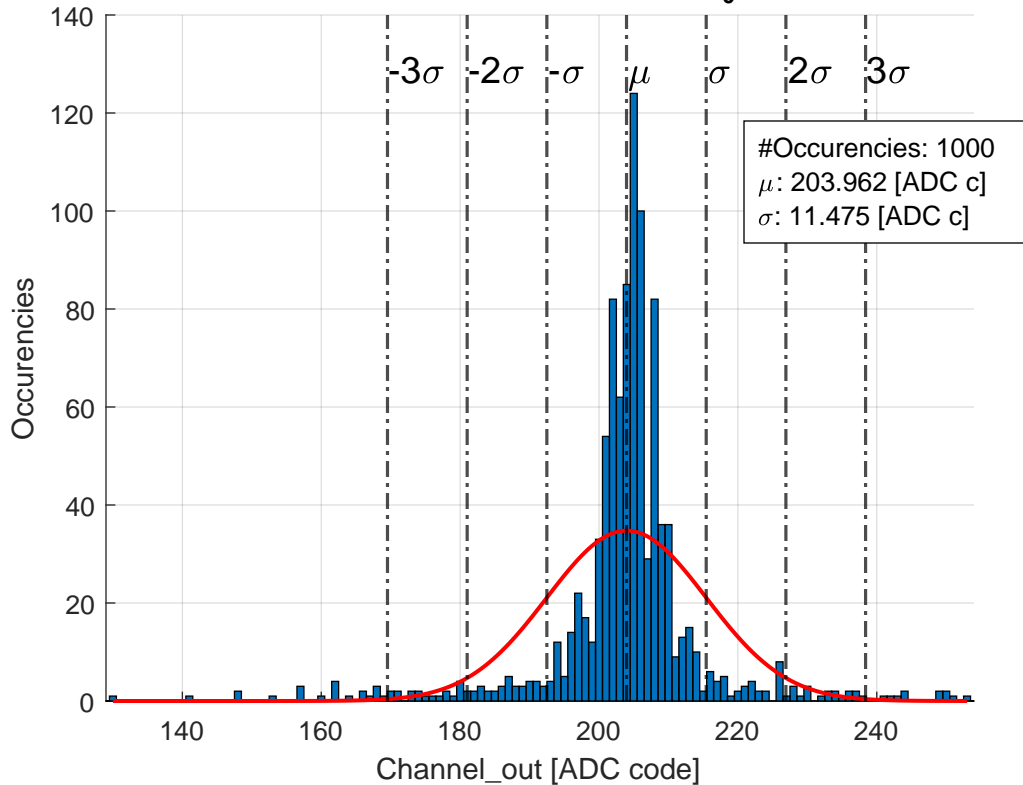 140
120
100
80
60
40
20
0
-3σ -2σ -σ μ σ 2σ 3σ
#Occurencies: 1000
μ: 203.962 [ADC c]
σ: 11.475 [ADC c]
Occurencies
140 160 180 200 220 240
Channel_out [ADC code]